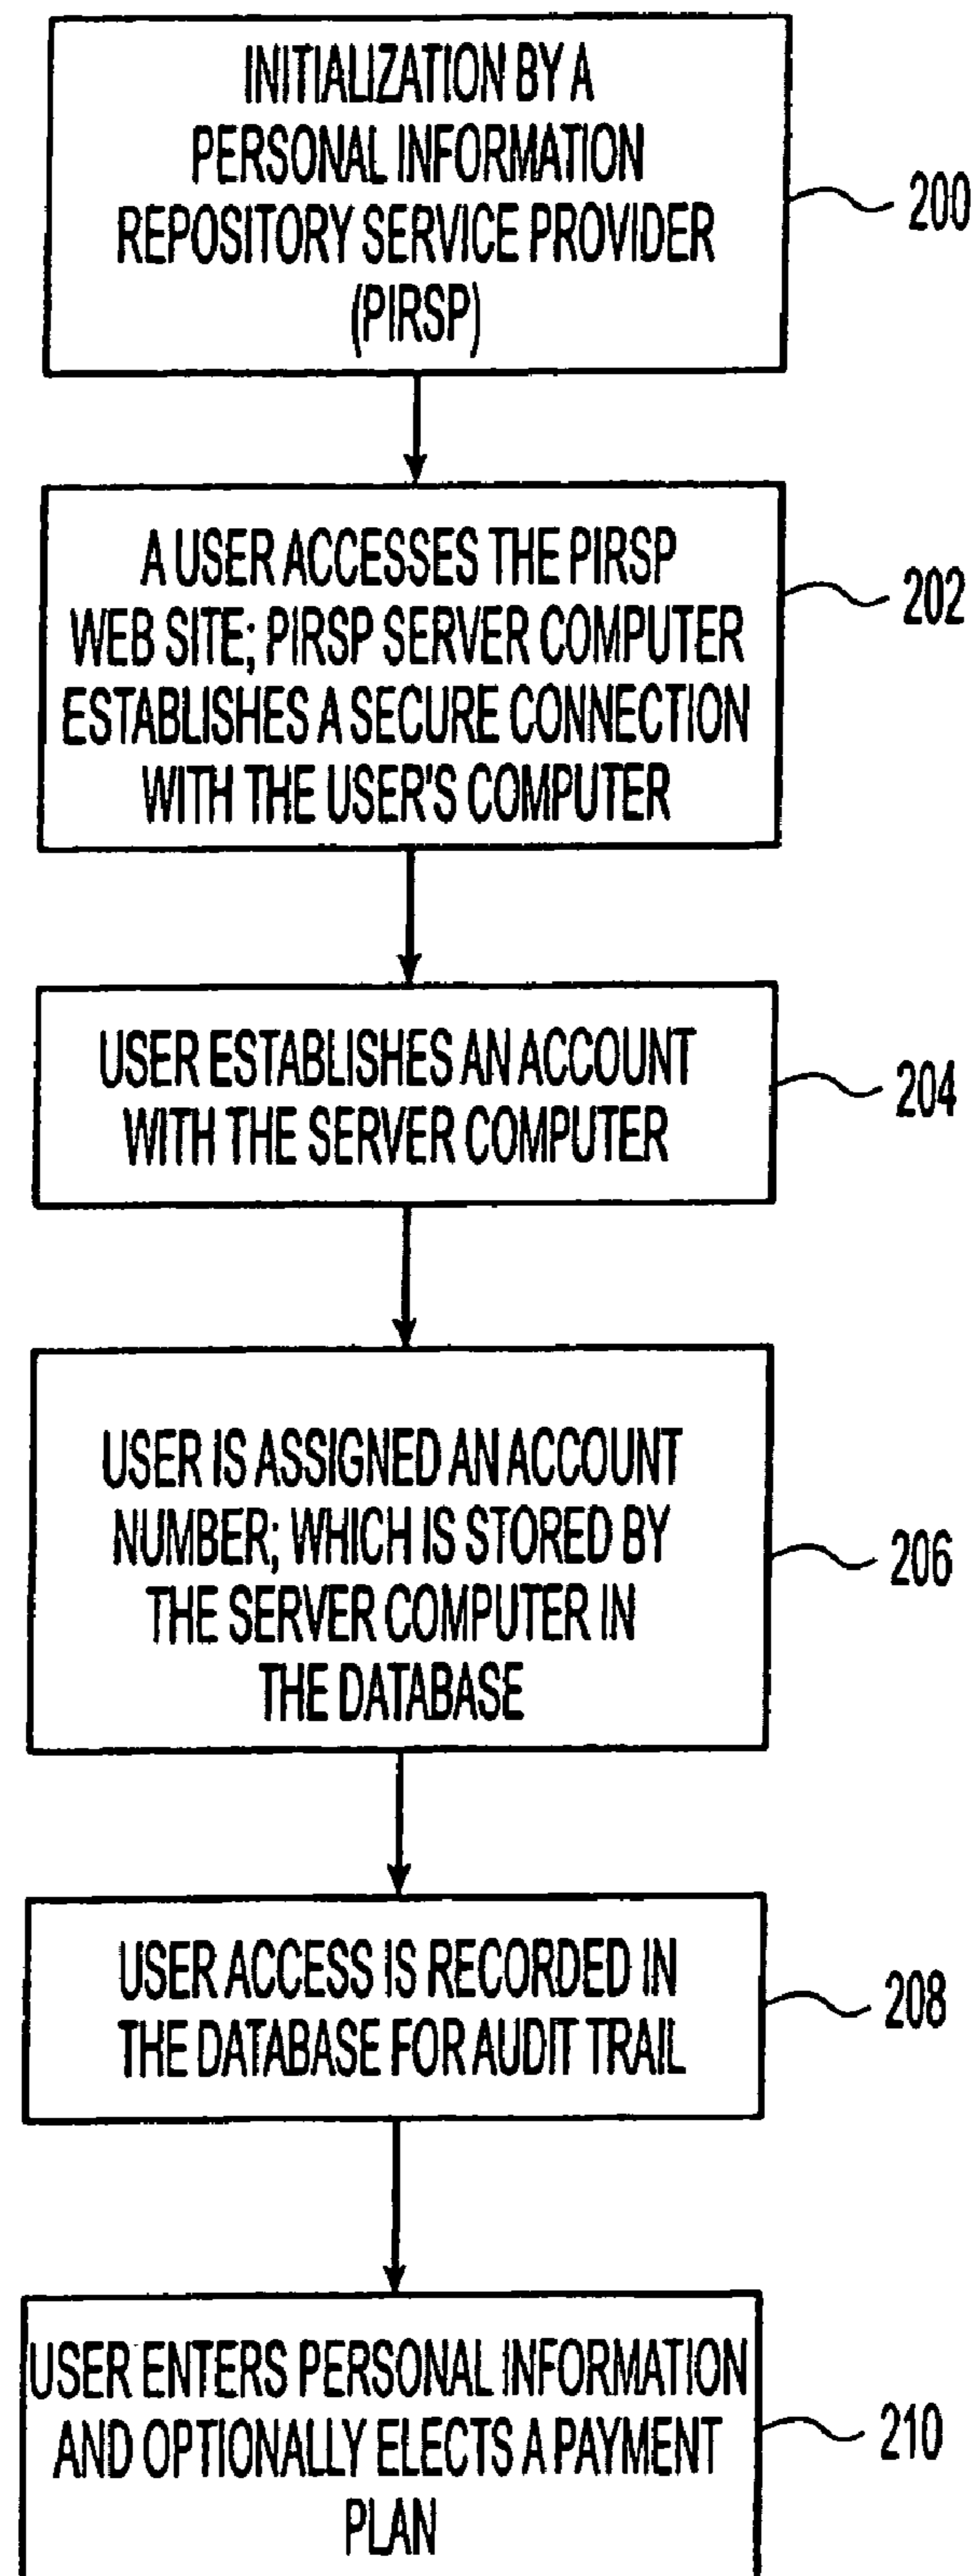 INITIALIZATION BY A
PERSONAL INFORMATION
REPOSITORY SERVICE PROVIDER
(PIRSP)
200
A USER ACCESSES THE PIRSP
WEB SITE; PIRSP SERVER COMPUTER
ESTABLISHES A SECURE CONNECTION
WITH THE USER'S COMPUTER
202
USER ESTABLISHES AN ACCOUNT
WITH THE SERVER COMPUTER
204
USER IS ASSIGNED AN ACCOUNT
NUMBER; WHICH IS STORED BY
THE SERVER COMPUTER IN
THE DATABASE
206
USER ACCESS IS RECORDED IN
THE DATABASE FOR AUDIT TRAIL
208
USER ENTERS PERSONAL INFORMATION
AND OPTIONALLY ELECTS A PAYMENT
PLAN
210